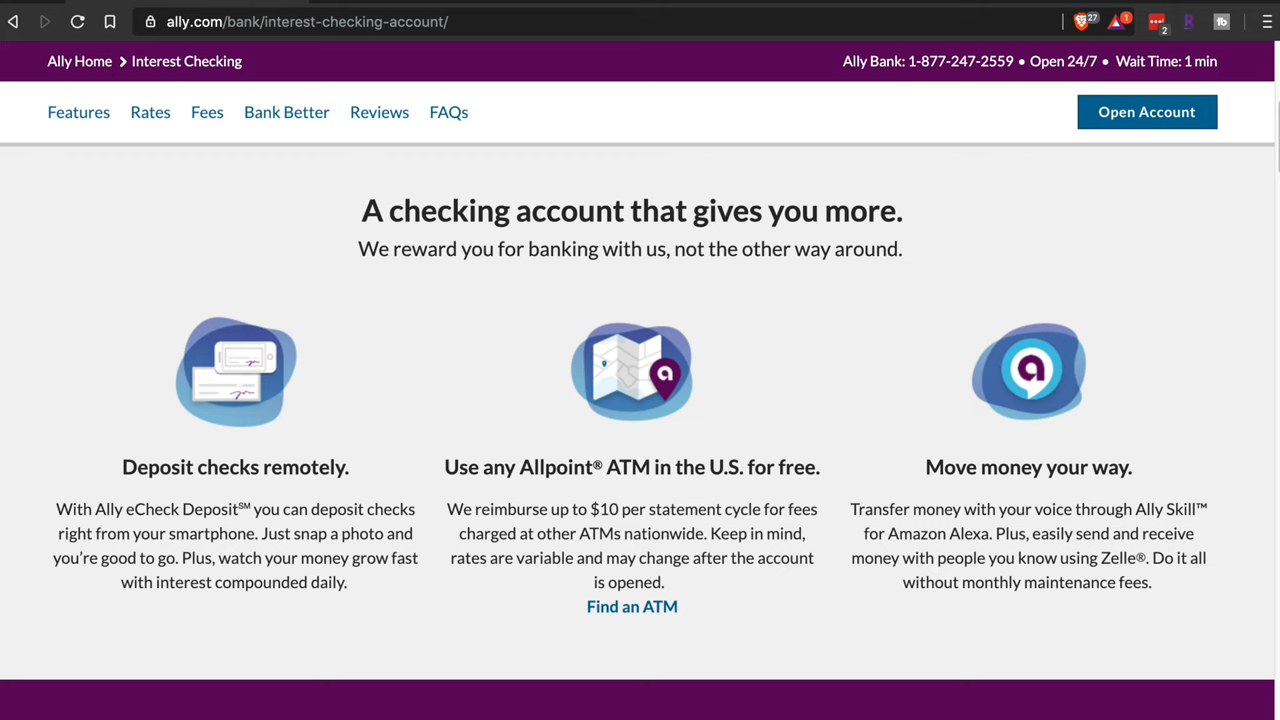 ally.com/bank/interest-checking-account/
27
1
2
R
tb
Ally Home > Interest Checking
Ally Bank: 1-877-247-2559 • Open 24/7 • Wait Time: 1 min
Features Rates Fees Bank Better Reviews FAQs
Open Account
A checking account that gives you more.
We reward you for banking with us, not the other way around.
a
a
Deposit checks remotely.
With Ally eCheck Deposit℠ you can deposit checks
right from your smartphone. Just snap a photo and
you’re good to go. Plus, watch your money grow fast
with interest compounded daily.
Use any Allpoint® ATM in the U.S. for free.
We reimburse up to $10 per statement cycle for fees
charged at other ATMs nationwide. Keep in mind,
rates are variable and may change after the account
is opened.
Find an ATM
Move money your way.
Transfer money with your voice through Ally Skill™
for Amazon Alexa. Plus, easily send and receive
money with people you know using Zelle®. Do it all
without monthly maintenance fees.